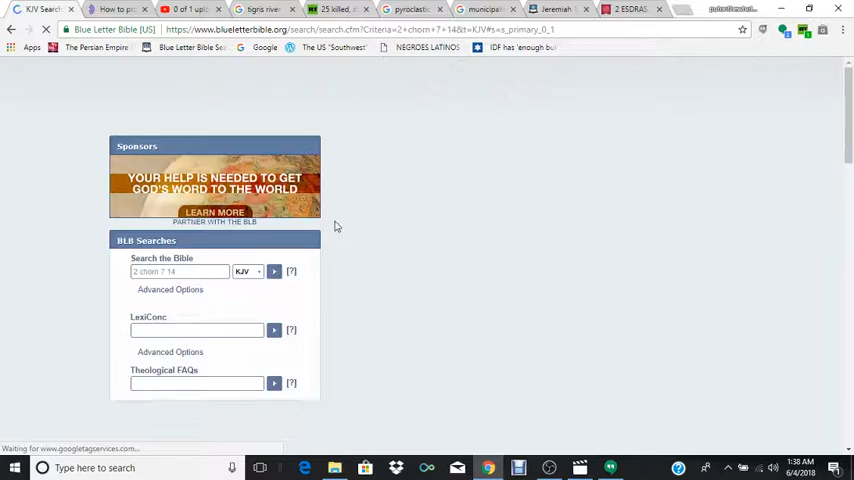 KJV Search
How to pro
0 of 1 uplo
tigris river
25 killed,
pyroclastic
municipali
Jeremiah
2 ESDRAS
Blue Letter Bible [US]
https://www.blueletterbible.org/search/search.cfm?Criteria=2+chorn+7+14&t=KJV#s=s_primary_0_1
Apps
The Persian Empire
Blue Letter Bible Sea
Google
The US "Southwest"
NEGROES LATINOS
IDF has 'enough bu
Sponsors
YOUR HELP IS NEEDED TO GET
GOD'S WORD TO THE WORLD
LEARN MORE
PARTNER WITH THE BLB
BLB Searches
Search the Bible
2 chorn 7 14
KJV
[?]
Advanced Options
LexiConc
[?]
Advanced Options
Theological FAQs
[?]
Waiting for www.googletagservices.com...
Type here to search
1:38 AM
6/4/2018